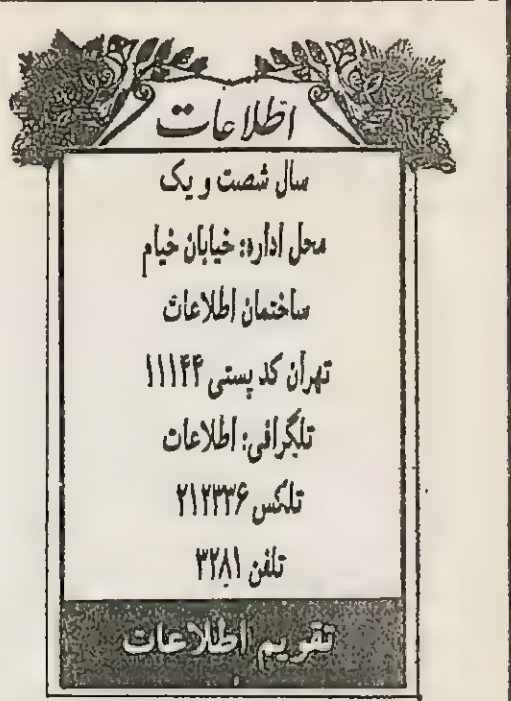 اطلاعات
سال شصت و یک
محل اداره: خیابان خیام
ساختمان اطلاعات
تهران کد پستی ۱۱۱۴۴
تلگرافی: اطلاعات
تلکس ۲۱۲۳۳۶
تلفن ۳۲۸۱
تقویم اطلاعات